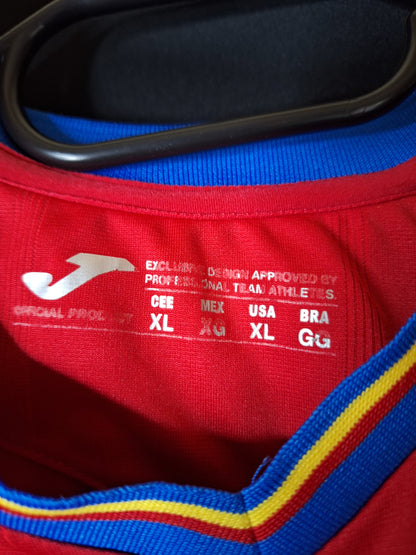 EXCLUSIVE DESIGN APPROVED BY
PROFESSIONAL TEAM ATHLETES.
OFFICIAL PRODUCT
CEE MEX USA BRA
XL XG XL GG